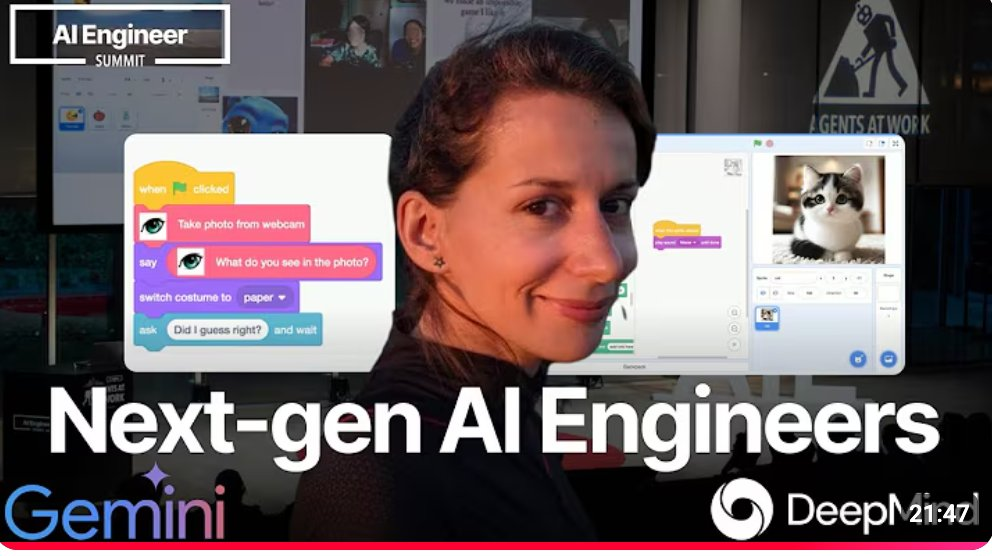 AI Engineer
SUMMIT
AGENTS AT WORK
when clicked
Take photo from webcam
say What do you see in the photo?
switch costume to paper
ask Did I guess right? and wait
Next-gen AI Engineers
Gemini
DeepMind
21:47